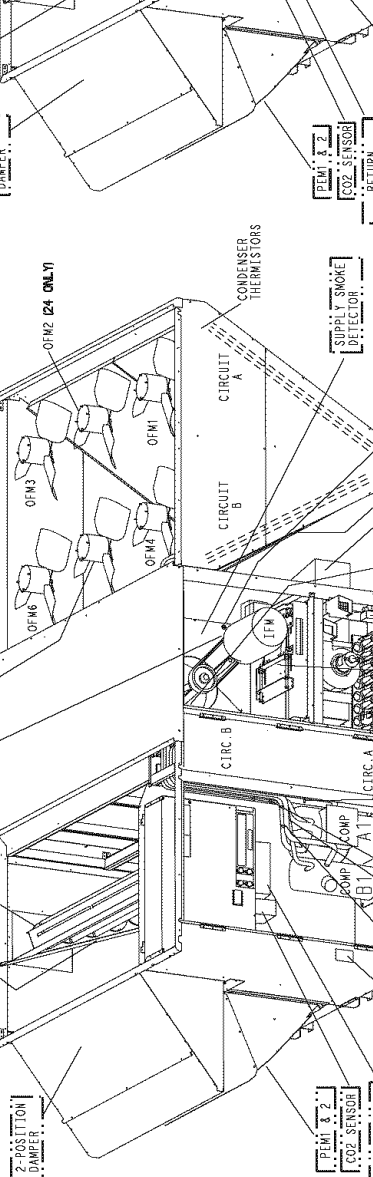 DAMPER
PEM1 & 2
CO2 SENSOR
RETURN
OFM2 (24 ONLY)
OFM3
OFM1
OFM6
OFM4
CONDENSER
THERMISTORS
CIRCUIT
A
CIRCUIT
B
SUPPLY SMOKE
DETECTOR
IFM
CIRC.B
CIRC.A
COMP
A1
COMP
B1
2-POSITION
DAMPER
PEM1 & 2
CO2 SENSOR